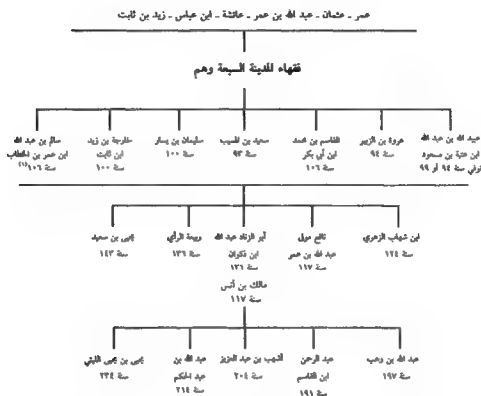 عمر - عثمان - عبد الله بن عمر - عائشة - ابن عباس - زيد بن ثابت
فقهاء المدينة السبعة وهم
عبيد الله بن عبد الله
ابن عتبة بن مسعود
توفي سنة ٩٤ أو ٩٩
عروة بن الزبير
سنة ٩٤
القاسم بن محمد
ابن أبي بكر
سنة ١٠٦
سعيد بن المسيب
سنة ٩٣
سليمان بن يسار
سنة ١٠٠
خارجة بن زيد
ابن ثابت
سنة ١٠٠
سالم بن عبد الله
ابن عمر بن الخطاب
سنة ١٠٦(١)
ابن شهاب الزهري
سنة ١٢٤
نافع مولى
عبد الله بن عمر
سنة ١١٧
أبو الزناد عبد الله
ابن ذكوان
سنة ١٣١
ربيعة الرأي
سنة ١٣٦
يحيى بن سعيد
سنة ١٤٣
مالك بن أنس
سنة ١١٧
عبد الله بن وهب
سنة ١٩٧
عبد الرحمن
ابن القاسم
سنة ١٩١
أشهب بن عبد العزيز
سنة ٢٠٤
عبد الله بن
عبد الحكم
سنة ٢١٤
يحيى بن يحيى الليثي
سنة ٢٣٤